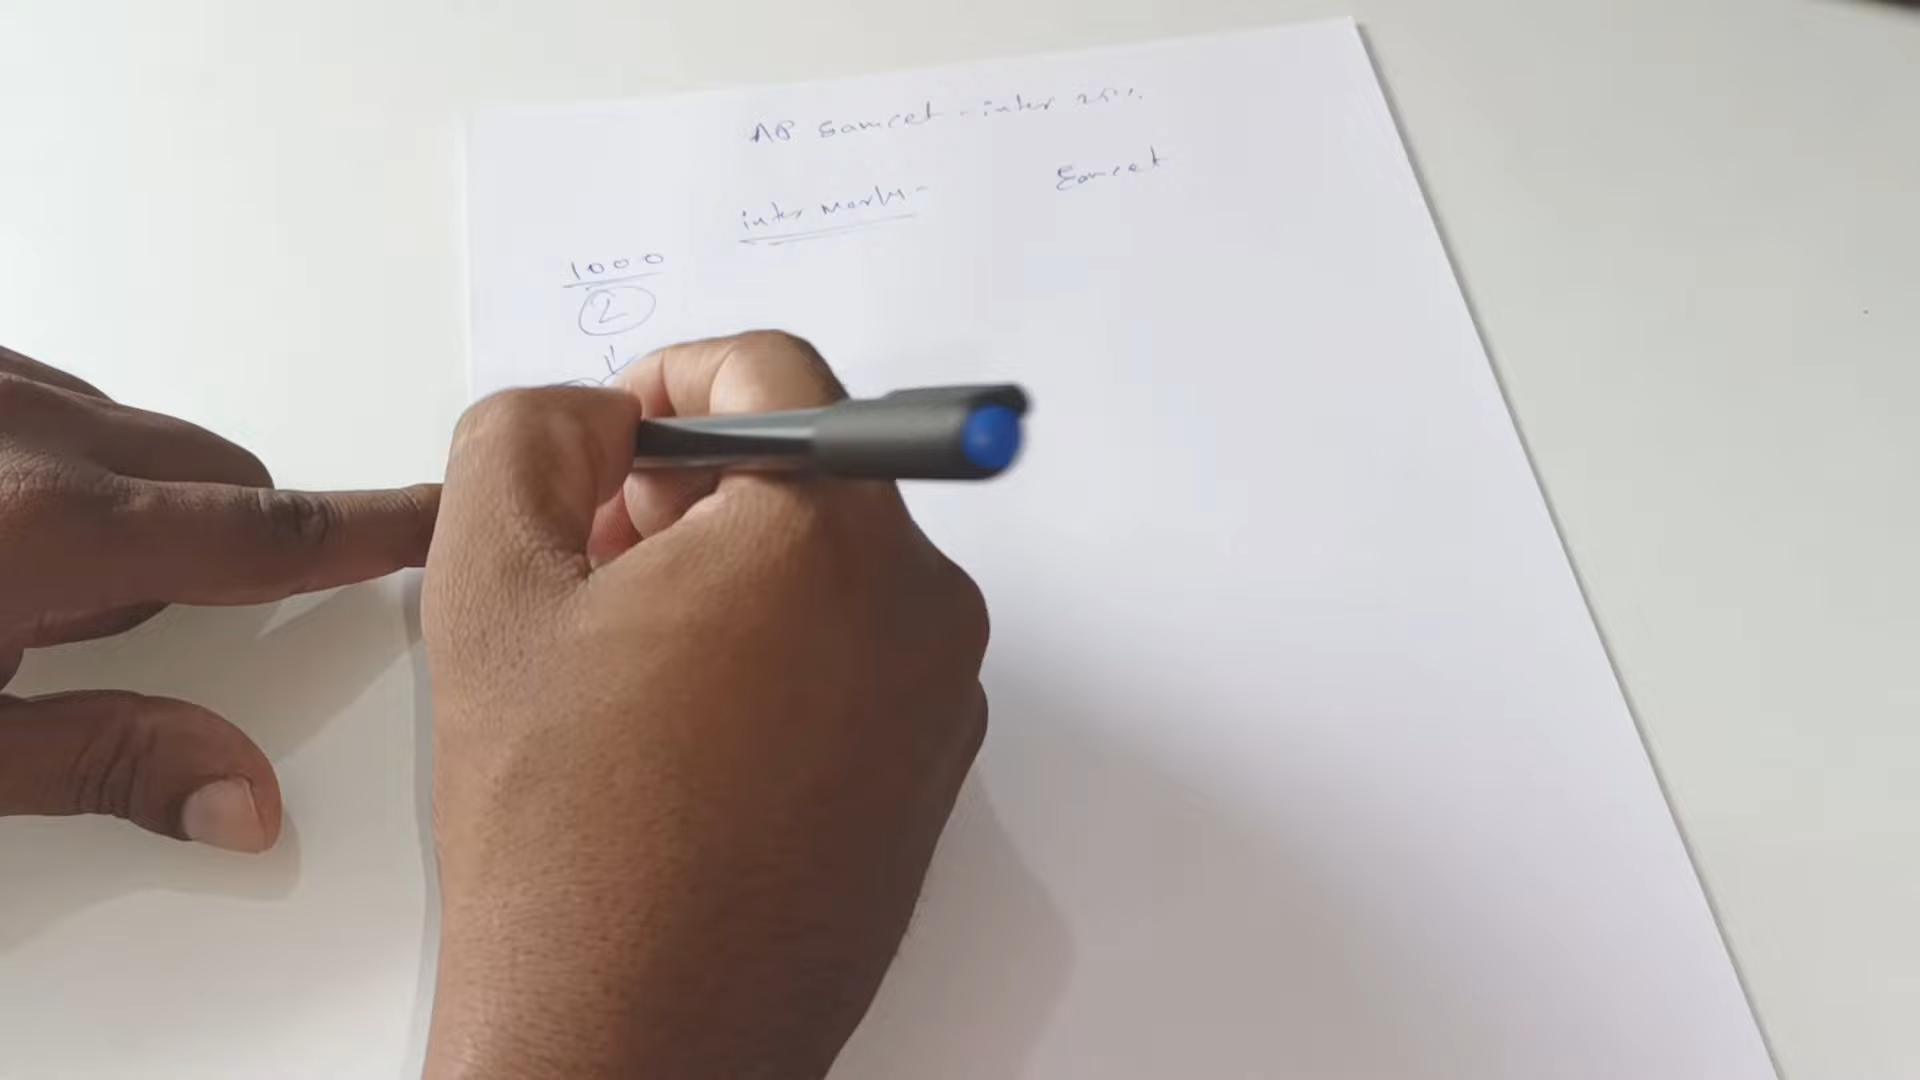 AP Eamcet - inter 25%.
Eamcet
inter Marks -
1000
2